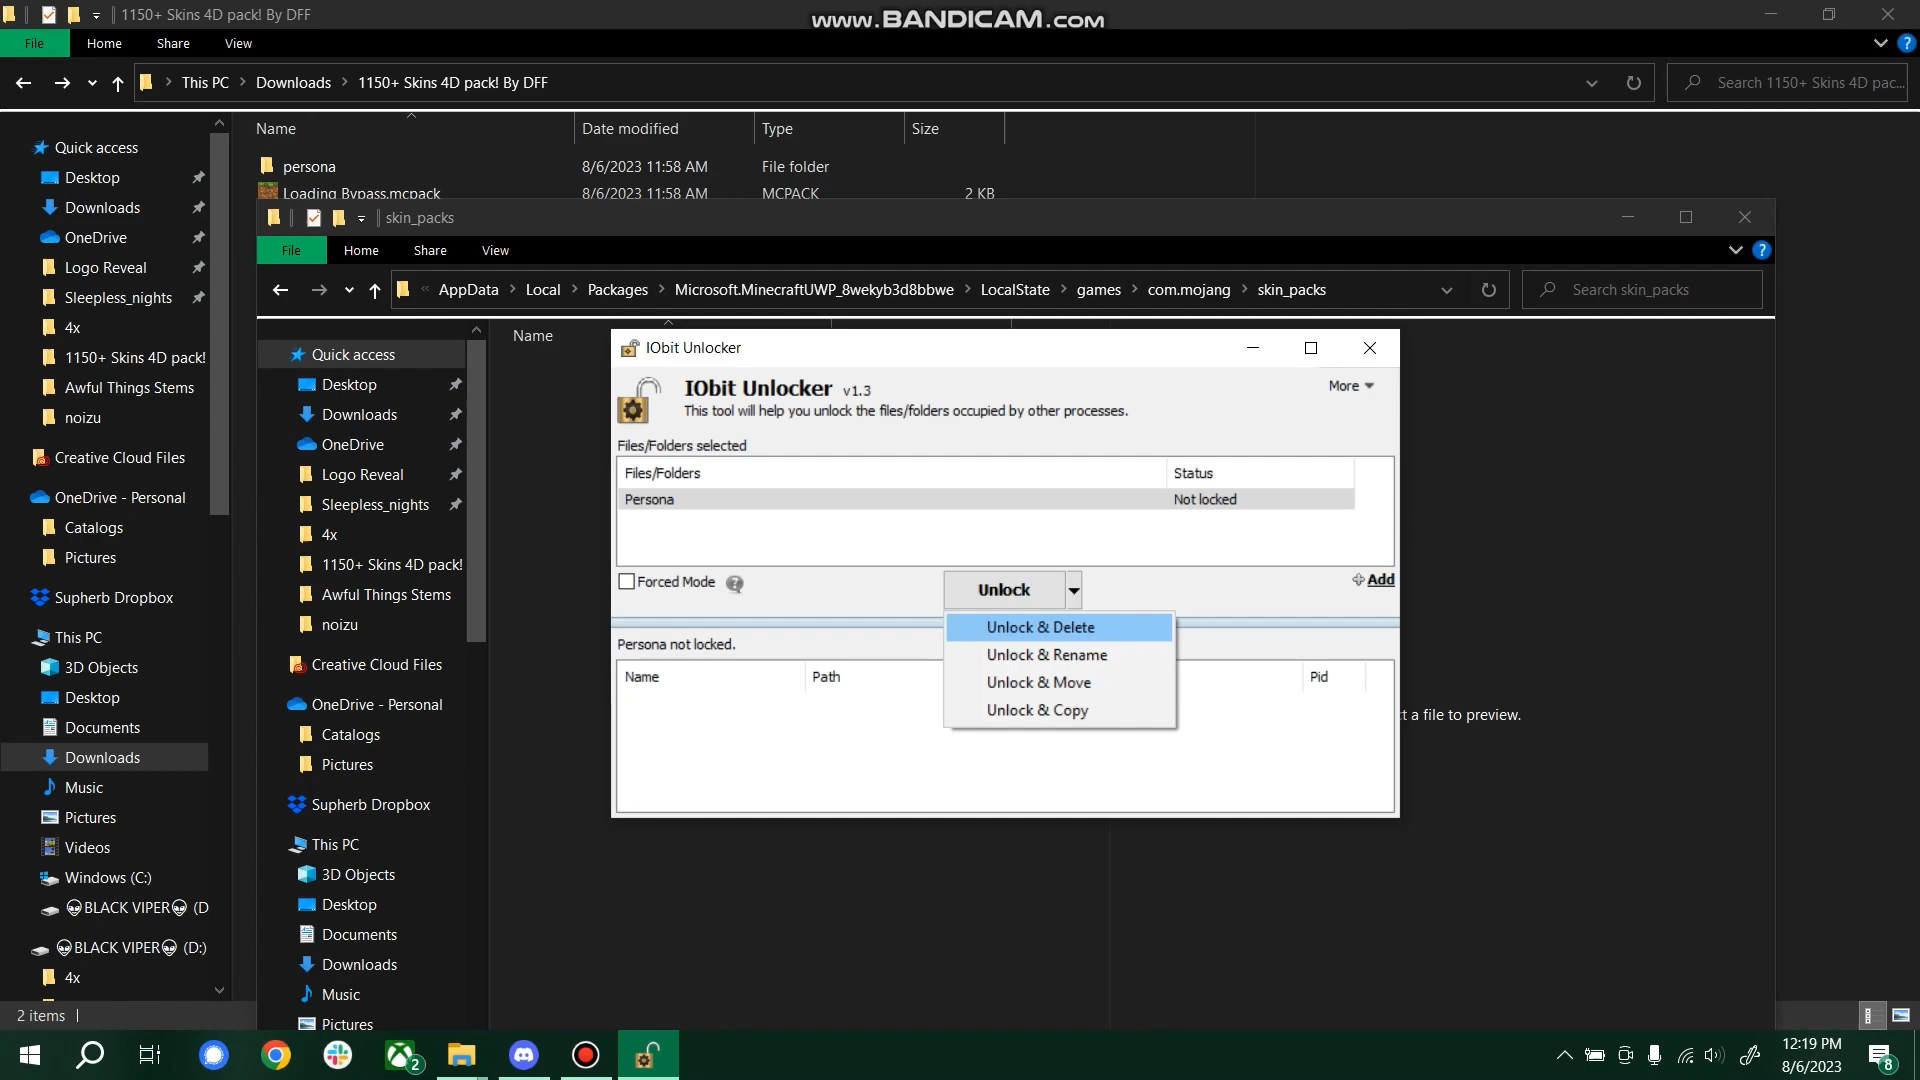 1150+ Skins 4D pack! By DFF
www.BANDICAM.com
File Home Share View
This PC Downloads 1150+ Skins 4D pack! By DFF
Search 1150+ Skins 4D pac...
Name Date modified Type Size
persona 8/6/2023 11:58 AM File folder
Loading Bypass.mcpack 8/6/2023 11:58 AM MCPACK 2 KB
Quick access
Desktop
Downloads
OneDrive
Logo Reveal
Sleepless_nights
4x
1150+ Skins 4D pack!
Awful Things Stems
noizu
Creative Cloud Files
OneDrive - Personal
Catalogs
Pictures
Supherb Dropbox
This PC
3D Objects
Desktop
Documents
Downloads
Music
Pictures
Videos
Windows (C:)
👽BLACK VIPER👽 (D
👽BLACK VIPER👽 (D:)
4x
2 items
skin_packs
File Home Share View
« AppData Local Packages Microsoft.MinecraftUWP_8wekyb3d8bbwe LocalState games com.mojang skin_packs
Search skin_packs
Name
Quick access
Desktop
Downloads
OneDrive
Logo Reveal
Sleepless_nights
4x
1150+ Skins 4D pack!
Awful Things Stems
noizu
Creative Cloud Files
OneDrive - Personal
Catalogs
Pictures
Supherb Dropbox
This PC
3D Objects
Desktop
Documents
Downloads
Music
Pictures
t a file to preview.
IObit Unlocker
IObit Unlocker v1.3
More
This tool will help you unlock the files/folders occupied by other processes.
Files/Folders selected
Files/Folders Status
Persona Not locked
Forced Mode
Unlock
Add
Unlock & Delete
Unlock & Rename
Unlock & Move
Unlock & Copy
Persona not locked.
Name Path Pid
2
12:19 PM
8/6/2023
8